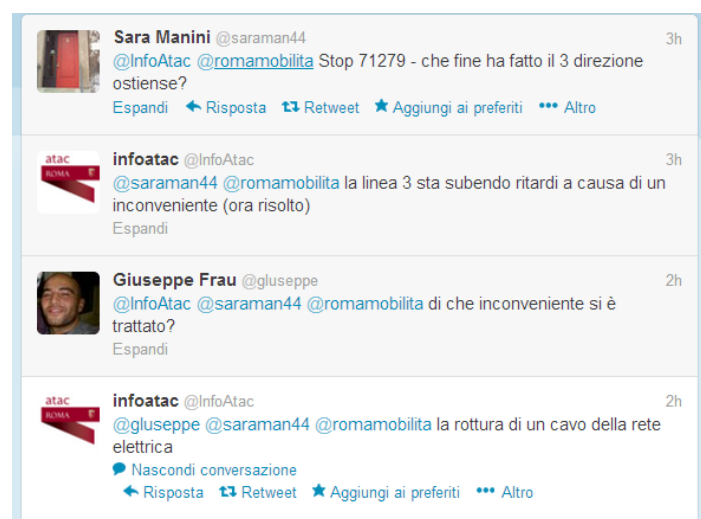 Sara Manini @saraman44 3h
@InfoAtac @romamobilita Stop 71279 - che fine ha fatto il 3 direzione
ostiense?
Espandi Risposta Retweet Aggiungi ai preferiti Altro
atac
ROMA
infoatac @InfoAtac 3h
@saraman44 @romamobilita la linea 3 sta subendo ritardi a causa di un
inconveniente (ora risolto)
Espandi
Giuseppe Frau @gluseppe 2h
@InfoAtac @saraman44 @romamobilita di che inconveniente si è
trattato?
Espandi
atac
ROMA
infoatac @InfoAtac 2h
@gluseppe @saraman44 @romamobilita la rottura di un cavo della rete
elettrica
Nascondi conversazione
Risposta Retweet Aggiungi ai preferiti Altro